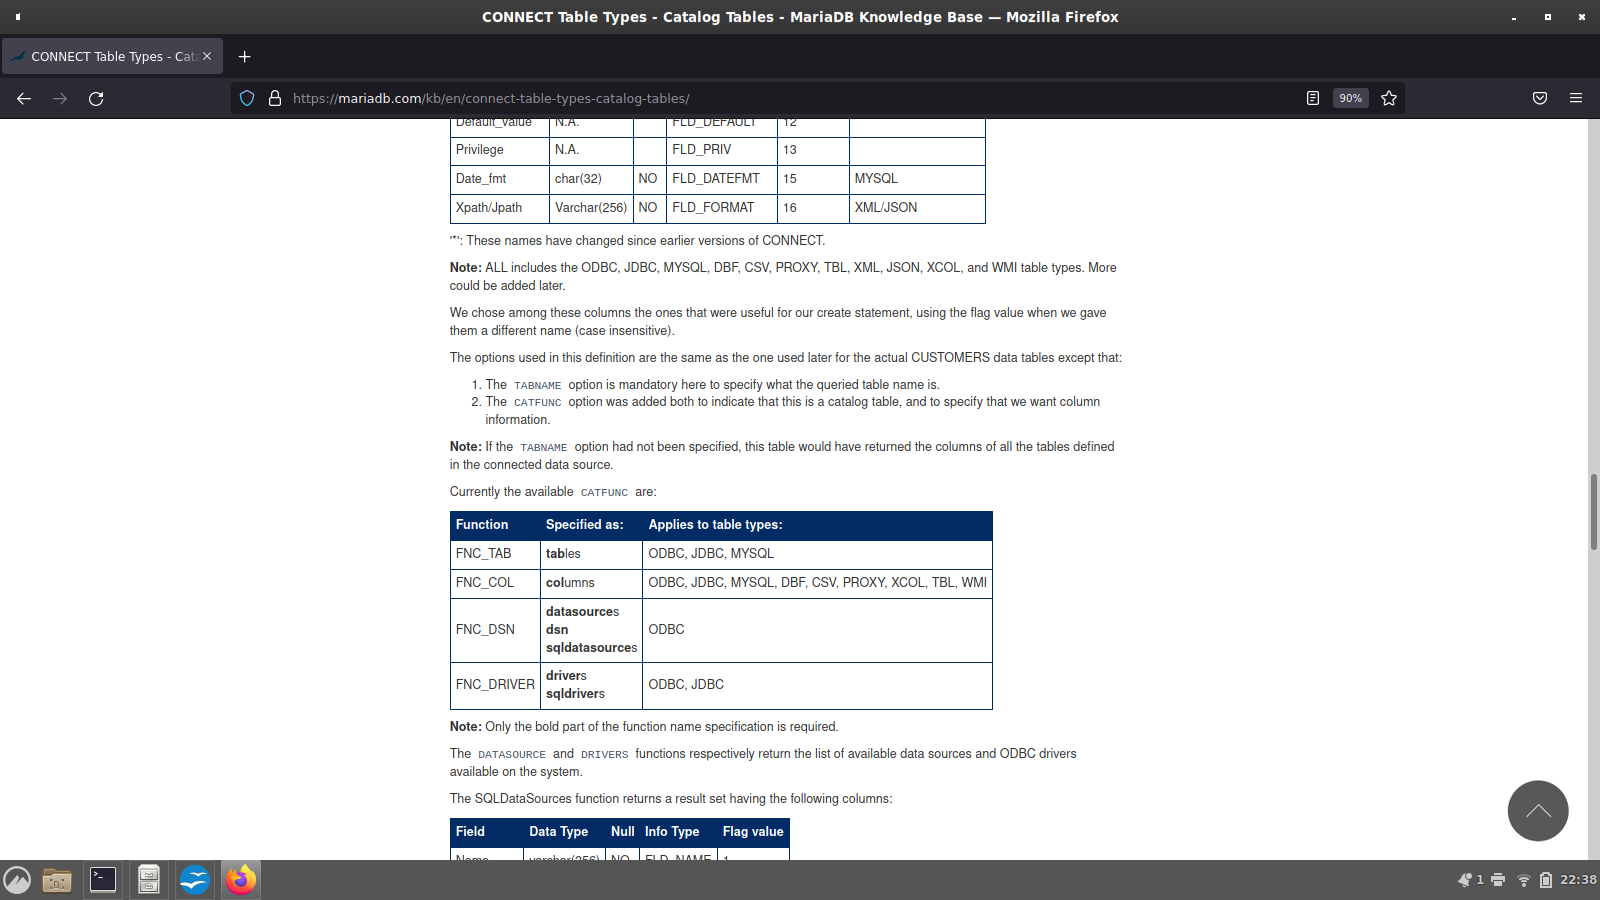 CONNECT Table Types - Catalog Tables - MariaDB Knowledge Base — Mozilla Firefox
CONNECT Table Types - Cat
https://mariadb.com/kb/en/connect-table-types-catalog-tables/
90%
Default_value N.A. FLD_DEFAULT 12
Privilege N.A. FLD_PRIV 13
Date_fmt char(32) NO FLD_DATEFMT 15 MYSQL
Xpath/Jpath Varchar(256) NO FLD_FORMAT 16 XML/JSON
'*': These names have changed since earlier versions of CONNECT.
Note: ALL includes the ODBC, JDBC, MYSQL, DBF, CSV, PROXY, TBL, XML, JSON, XCOL, and WMI table types. More
could be added later.
We chose among these columns the ones that were useful for our create statement, using the flag value when we gave
them a different name (case insensitive).
The options used in this definition are the same as the one used later for the actual CUSTOMERS data tables except that:
1. The TABNAME option is mandatory here to specify what the queried table name is.
2. The CATFUNC option was added both to indicate that this is a catalog table, and to specify that we want column
information.
Note: If the TABNAME option had not been specified, this table would have returned the columns of all the tables defined
in the connected data source.
Currently the available CATFUNC are:
Function Specified as: Applies to table types:
FNC_TAB tables ODBC, JDBC, MYSQL
FNC_COL columns ODBC, JDBC, MYSQL, DBF, CSV, PROXY, XCOL, TBL, WMI
datasources
FNC_DSN dsn ODBC
sqldatasources
drivers
FNC_DRIVER ODBC, JDBC
sqldrivers
Note: Only the bold part of the function name specification is required.
The DATASOURCE and DRIVERS functions respectively return the list of available data sources and ODBC drivers
available on the system.
The SQLDataSources function returns a result set having the following columns:
Field Data Type Null Info Type Flag value
Name varchar(256) NO FLD_NAME 1
1 22:38